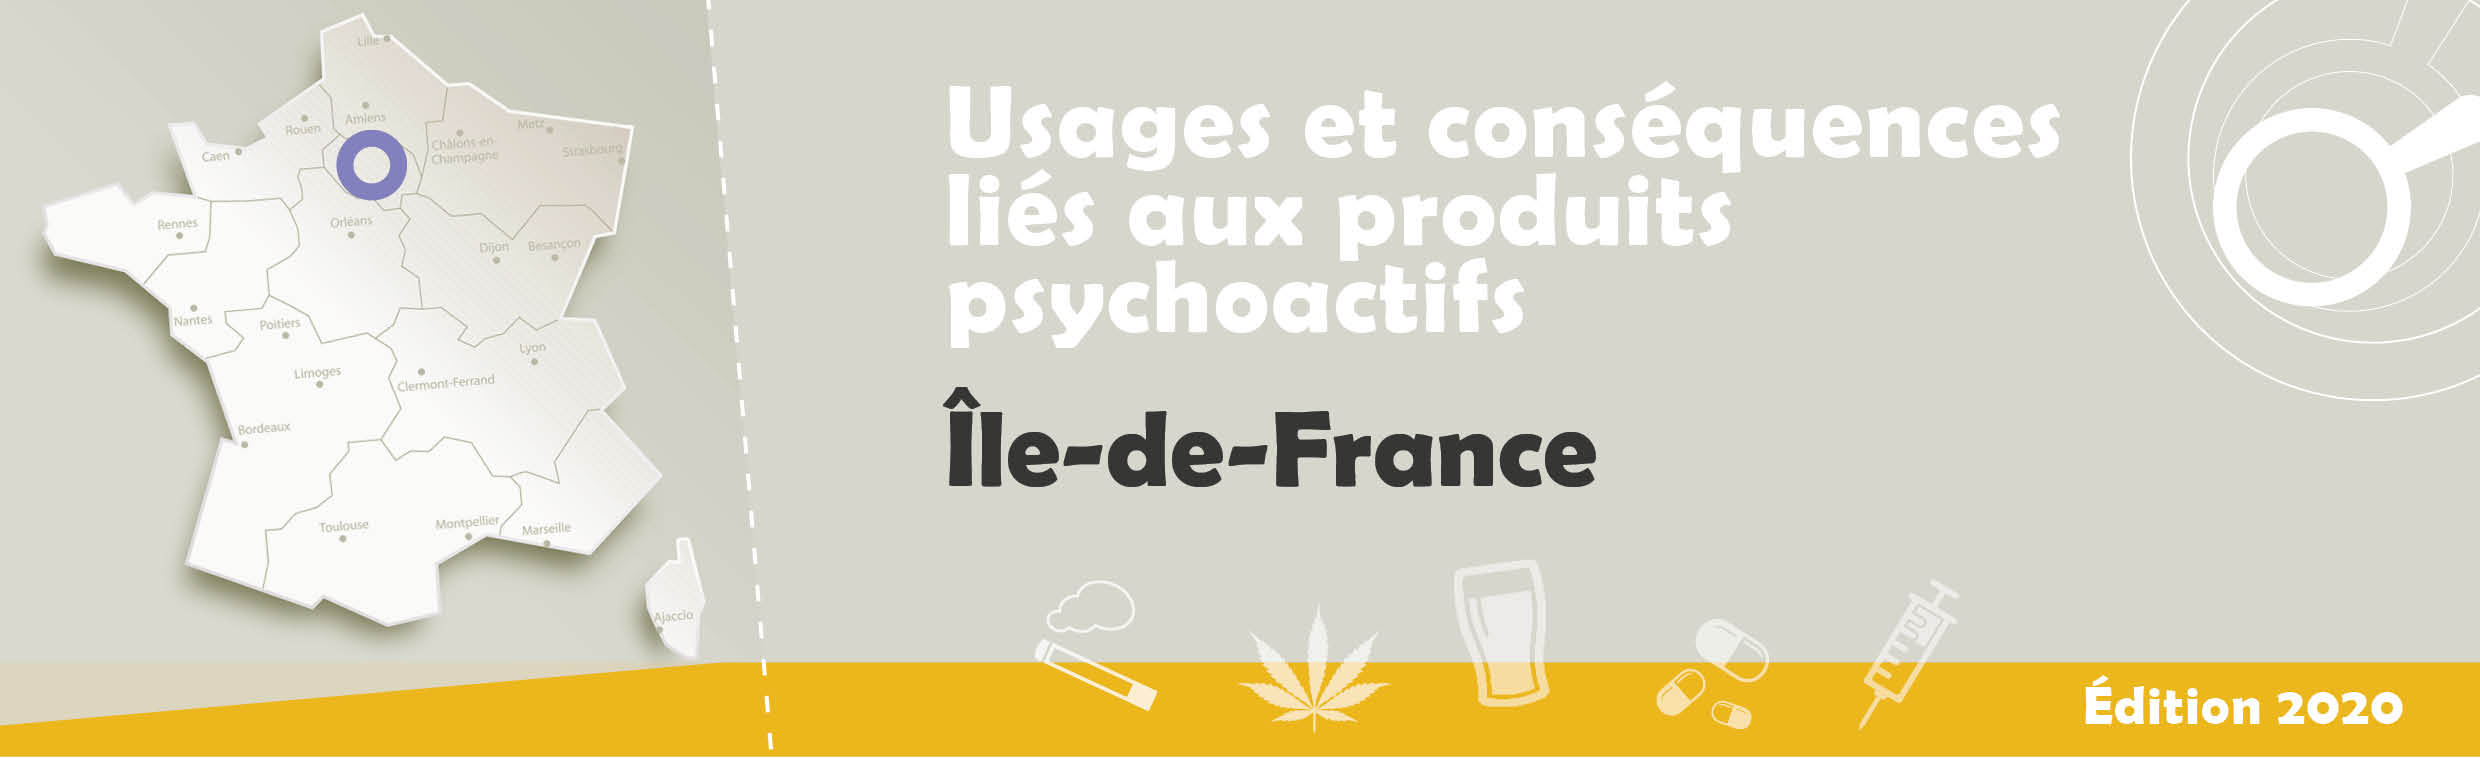 Usages et conséquences
liés aux produits
psychoactifs
Île-de-France
Édition 2020
Lille
Amiens
Rouen
Caen
Châlons-en-
Champagne
Metz
Strasbourg
Rennes
Orléans
Dijon
Besançon
Nantes
Poitiers
Limoges
Clermont-Ferrand
Lyon
Bordeaux
Toulouse
Montpellier
Marseille
Ajaccio